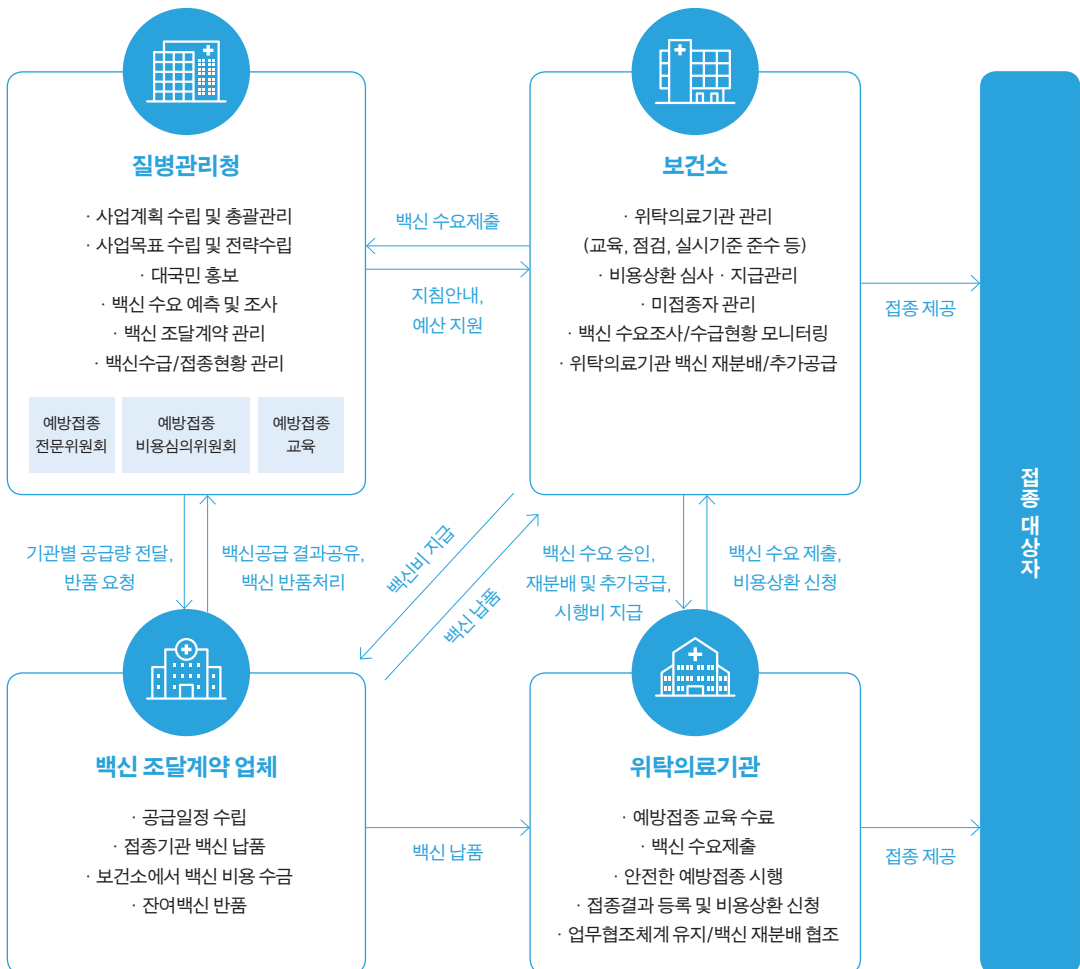 질병관리청
· 사업계획 수립 및 총괄관리
· 사업목표 수립 및 전략수립
· 대국민 홍보
· 백신 수요 예측 및 조사
· 백신 조달계약 관리
· 백신수급/접종현황 관리
예방접종
전문위원회
예방접종
비용심의위원회
예방접종
교육
백신 수요제출
지침안내,
예산 지원
보건소
· 위탁의료기관 관리
(교육, 점검, 실시기준 준수 등)
· 비용상환 심사 · 지급관리
· 미접종자 관리
· 백신 수요조사/수급현황 모니터링
· 위탁의료기관 백신 재분배/추가공급
접종 제공
접종 대상자
기관별 공급량 전달,
반품 요청
백신공급 결과공유,
백신 반품처리
백신비 지급
백신 납품
백신 수요 승인,
재분배 및 추가공급,
시행비 지급
백신 수요 제출,
비용상환 신청
백신 조달계약 업체
· 공급일정 수립
· 접종기관 백신 납품
· 보건소에서 백신 비용 수금
· 잔여백신 반품
백신 납품
위탁의료기관
· 예방접종 교육 수료
· 백신 수요제출
· 안전한 예방접종 시행
· 접종결과 등록 및 비용상환 신청
· 업무협조체계 유지/백신 재분배 협조
접종 제공